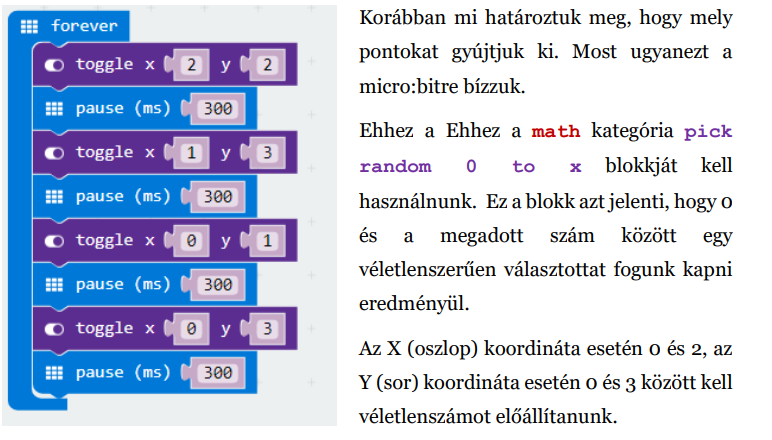 forever
toggle x 2 y 2
pause (ms) 300
toggle x 1 y 3
pause (ms) 300
toggle x 0 y 1
pause (ms) 300
toggle x 0 y 3
pause (ms) 300
Korábban mi határoztuk meg, hogy mely
pontokat gyújtjuk ki. Most ugyanezt a
micro:bitre bízzuk.
Ehhez a Ehhez a math kategória pick
random 0 to x blokkját kell
használnunk. Ez a blokk azt jelenti, hogy 0
és a megadott szám között egy
véletlenszerűen választottat fogunk kapni
eredményül.
Az X (oszlop) koordináta esetén 0 és 2, az
Y (sor) koordináta esetén 0 és 3 között kell
véletlenszámot előállítanunk.